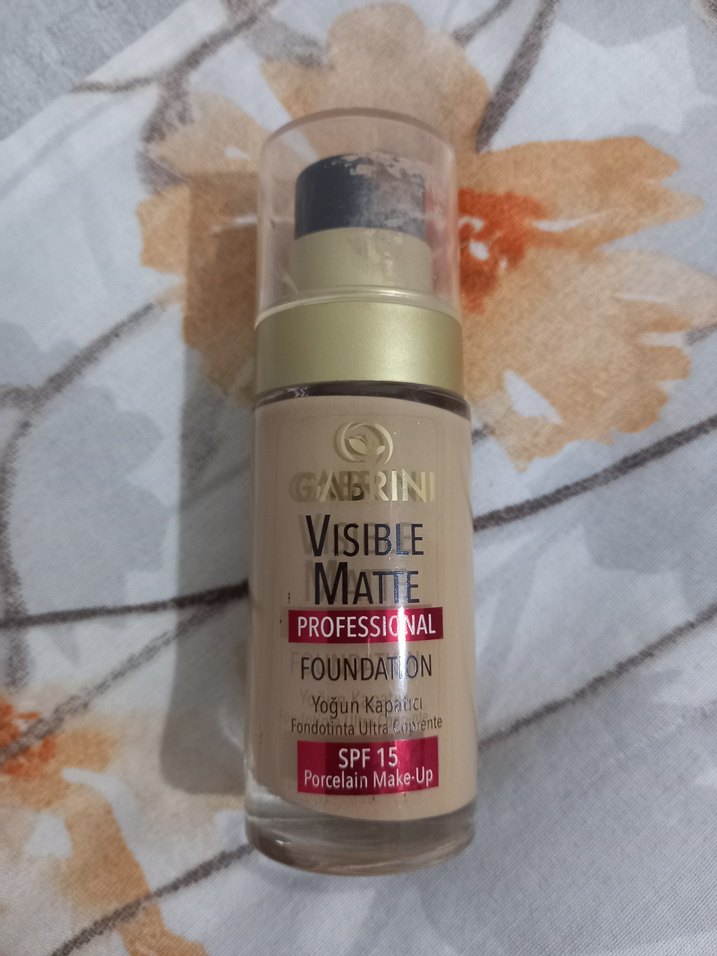 GABRINI
VISIBLE
MATTE
PROFESSIONAL
FOUNDATION
Yoğun Kapatıcı
Fondotinta Ultra Coprente
SPF 15
Porcelain Make-Up